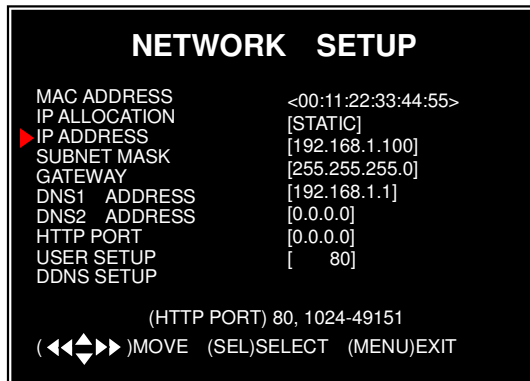 NETWORK SETUP
MAC ADDRESS <00:11:22:33:44:55>
IP ALLOCATION [STATIC]
IP ADDRESS [192.168.1.100]
SUBNET MASK [255.255.255.0]
GATEWAY [192.168.1.1]
DNS1 ADDRESS [0.0.0.0]
DNS2 ADDRESS [0.0.0.0]
HTTP PORT [ 80]
USER SETUP
DDNS SETUP
(HTTP PORT) 80, 1024-49151
( )MOVE (SEL)SELECT (MENU)EXIT